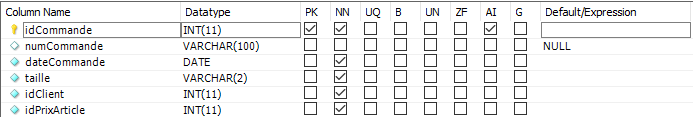 Column Name Datatype PK NN UQ B UN ZF AI G Default/Expression
idCommande INT(11)
numCommande VARCHAR(100) NULL
dateCommande DATE
taille VARCHAR(2)
idClient INT(11)
idPrixArticle INT(11)